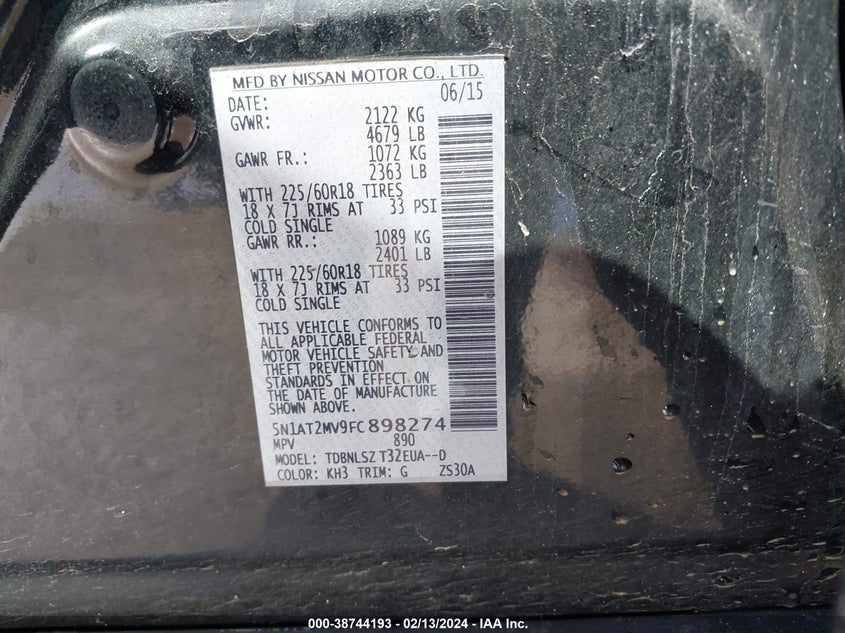 MFD BY NISSAN MOTOR CO., LTD.
DATE: 06/15
GVWR: 2122 KG
4679 LB
GAWR FR.: 1072 KG
2363 LB
WITH 225/60R18 TIRES
18 X 7J RIMS AT 33 PSI
COLD SINGLE
GAWR RR.: 1089 KG
2401 LB
WITH 225/60R18 TIRES
18 X 7J RIMS AT 33 PSI
COLD SINGLE
THIS VEHICLE CONFORMS TO
ALL APPLICABLE FEDERAL
MOTOR VEHICLE SAFETY AND
THEFT PREVENTION
STANDARDS IN EFFECT ON
THE DATE OF MANUFACTURE
SHOWN ABOVE.
5N1AT2MV9FC898274
MPV 890
MODEL: TDBNLSZ T32EUA--D
COLOR: KH3 TRIM: G ZS30A
000-38744193 - 02/13/2024 - IAA Inc.